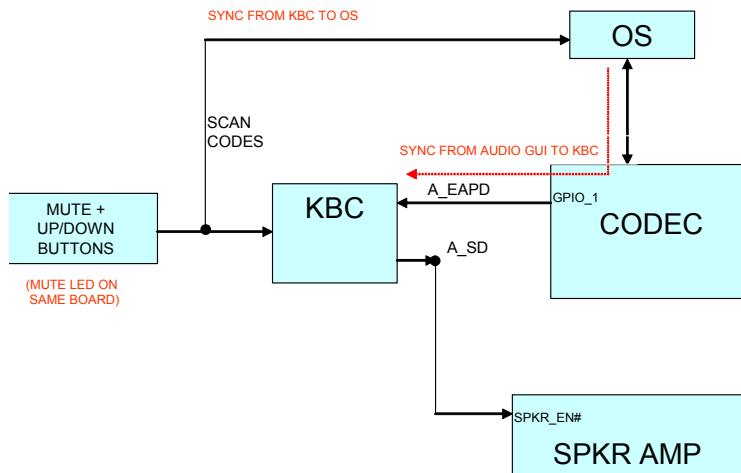 SYNC FROM KBC TO OS
OS
SCAN
CODES
SYNC FROM AUDIO GUI TO KBC
A_EAPD
GPIO_1
CODEC
KBC
MUTE +
UP/DOWN
BUTTONS
(MUTE LED ON
SAME BOARD)
A_SD
SPKR_EN#
SPKR AMP